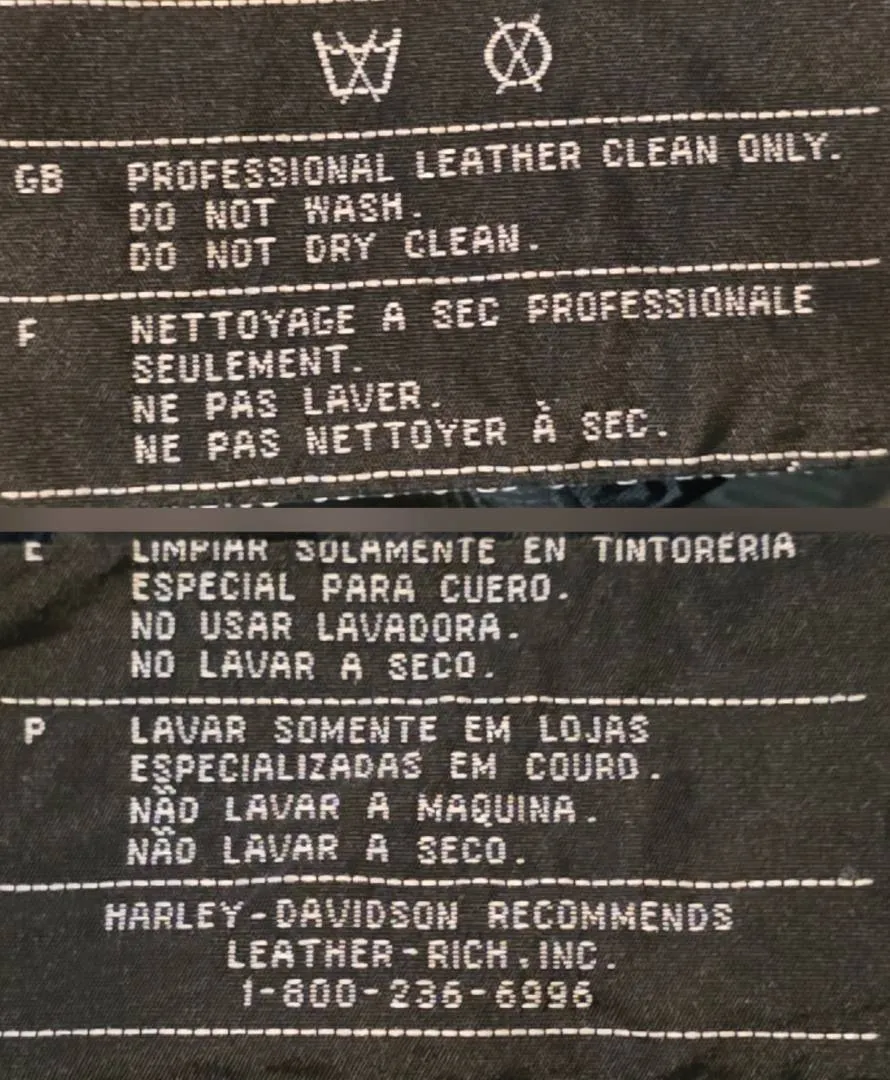 GB PROFESSIONAL LEATHER CLEAN ONLY.
DO NOT WASH.
DO NOT DRY CLEAN.
F NETTOYAGE A SEC PROFESSIONALE
SEULEMENT.
NE PAS LAVER.
NE PAS NETTOYER À SEC.
E LIMPIAR SOLAMENTE EN TINTORERIA
ESPECIAL PARA CUERO.
NO USAR LAVADORA.
NO LAVAR A SECO.
P LAVAR SOMENTE EM LOJAS
ESPECIALIZADAS EM COURO.
NÃO LAVAR A MAQUINA.
NÃO LAVAR A SECO.
HARLEY-DAVIDSON RECOMMENDS
LEATHER-RICH,INC.
1-800-236-6996